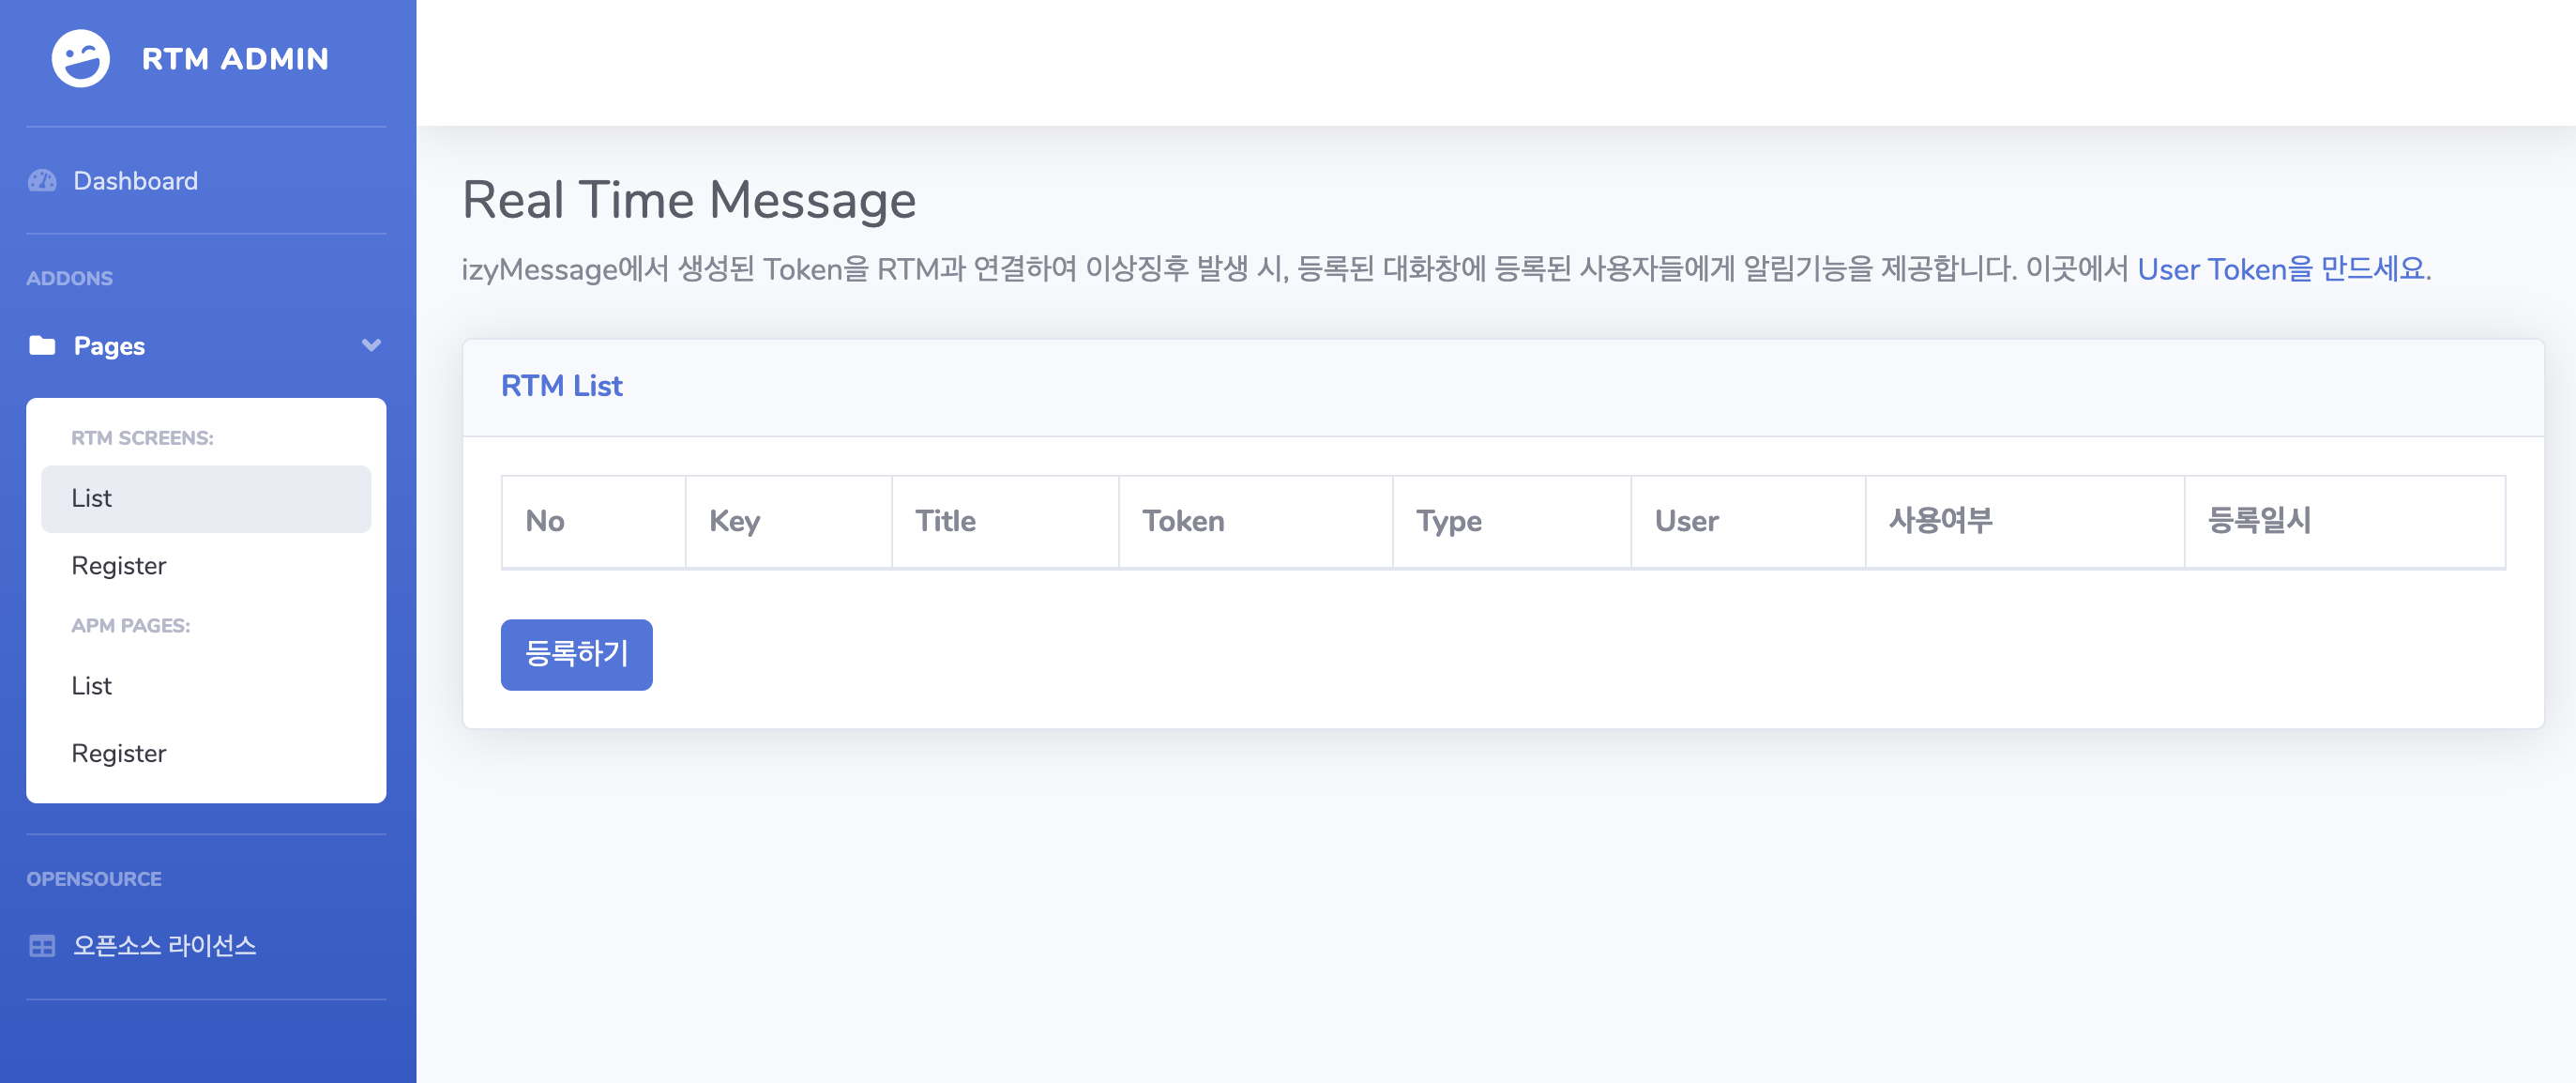 RTM ADMIN
Dashboard
ADDONS
Pages
RTM SCREENS:
List
Register
APM PAGES:
List
Register
OPENSOURCE
오픈소스 라이선스
Real Time Message
izyMessage에서 생성된 Token을 RTM과 연결하여 이상징후 발생 시, 등록된 대화창에 등록된 사용자들에게 알림기능을 제공합니다. 이곳에서 User Token을 만드세요.
RTM List
No Key Title Token Type User 사용여부 등록일시
등록하기